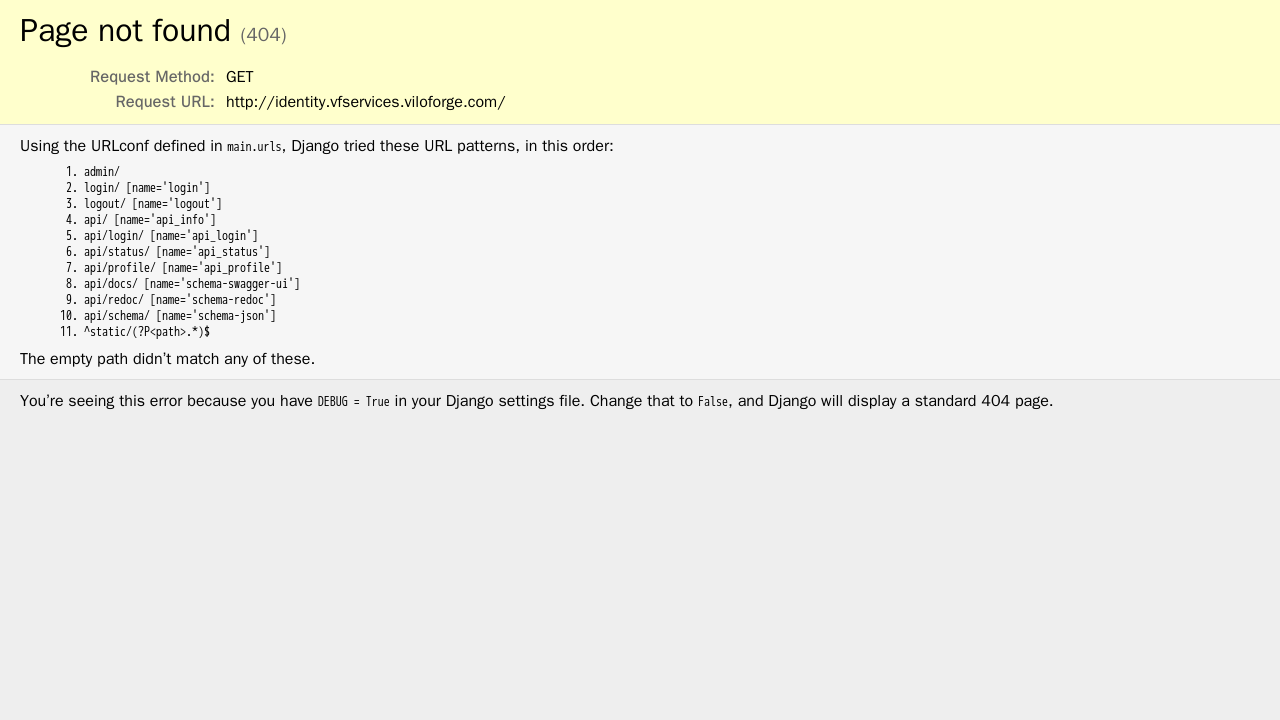 Page not found (404)
Request Method: GET
Request URL: http://identity.vfservices.viloforge.com/
Using the URLconf defined in main.urls, Django tried these URL patterns, in this order:
1. admin/
2. login/ [name='login']
3. logout/ [name='logout']
4. api/ [name='api_info']
5. api/login/ [name='api_login']
6. api/status/ [name='api_status']
7. api/profile/ [name='api_profile']
8. api/docs/ [name='schema-swagger-ui']
9. api/redoc/ [name='schema-redoc']
10. api/schema/ [name='schema-json']
11. ^static/(?P<path>.*)$
The empty path didn’t match any of these.
You’re seeing this error because you have DEBUG = True in your Django settings file. Change that to False, and Django will display a standard 404 page.